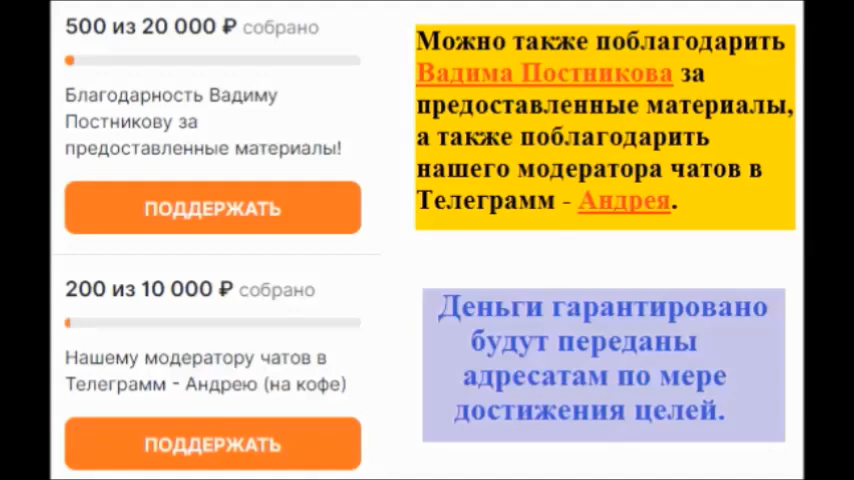 500 из 20 000 ₽ собрано
Благодарность Вадиму
Постникову за
предоставленные материалы!
ПОДДЕРЖАТЬ
200 из 10 000 ₽ собрано
Нашему модератору чатов в
Телеграмм - Андрею (на кофе)
ПОДДЕРЖАТЬ
Можно также поблагодарить
Вадима Постникова за
предоставленные материалы,
а также поблагодарить
нашего модератора чатов в
Телеграмм - Андрея.
Деньги гарантировано
будут переданы
адресатам по мере
достижения целей.